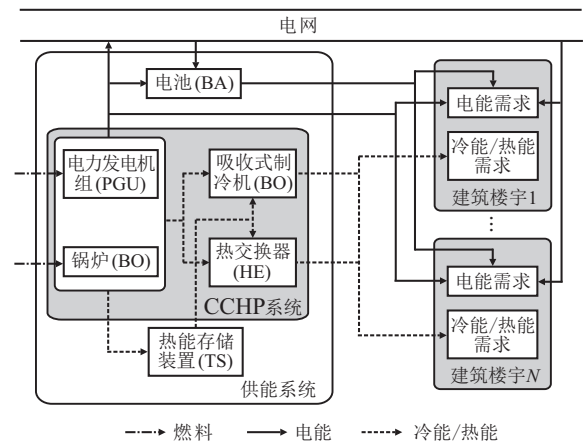 电网
电池(BA)
电力发电机
组(PGU)
吸收式制
冷机(BO)
锅炉(BO)
热交换器
(HE)
CCHP系统
热能存储
装置(TS)
供能系统
电能需求
冷能/热能
需求
建筑楼宇1
⋮
电能需求
冷能/热能
需求
建筑楼宇N
燃料
电能
冷能/热能